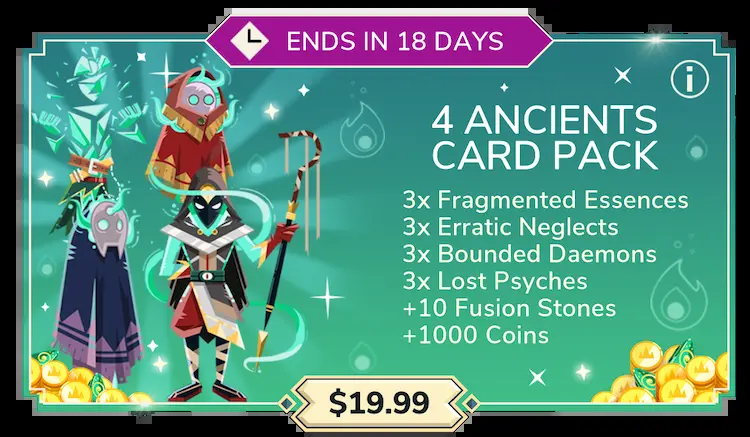 ENDS IN 18 DAYS
i
4 ANCIENTS
CARD PACK
3x Fragmented Essences
3x Erratic Neglects
3x Bounded Daemons
3x Lost Psyches
+10 Fusion Stones
+1000 Coins
$19.99